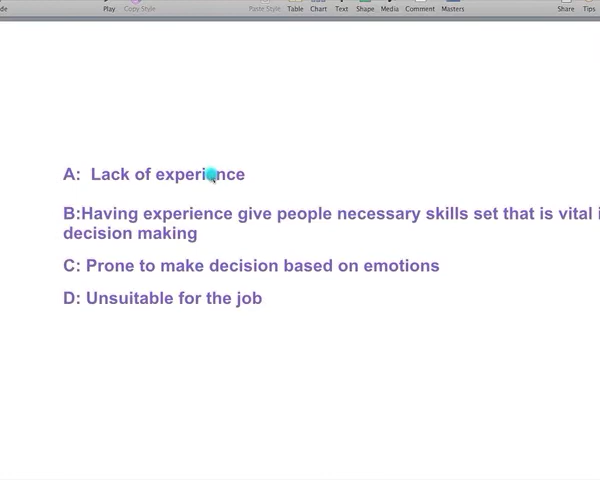 Play Copy Style Paste Style Table Chart Text Shape Media Comment Masters Share Tips
A: Lack of experience
B:Having experience give people necessary skills set that is vital
decision making
C: Prone to make decision based on emotions
D: Unsuitable for the job